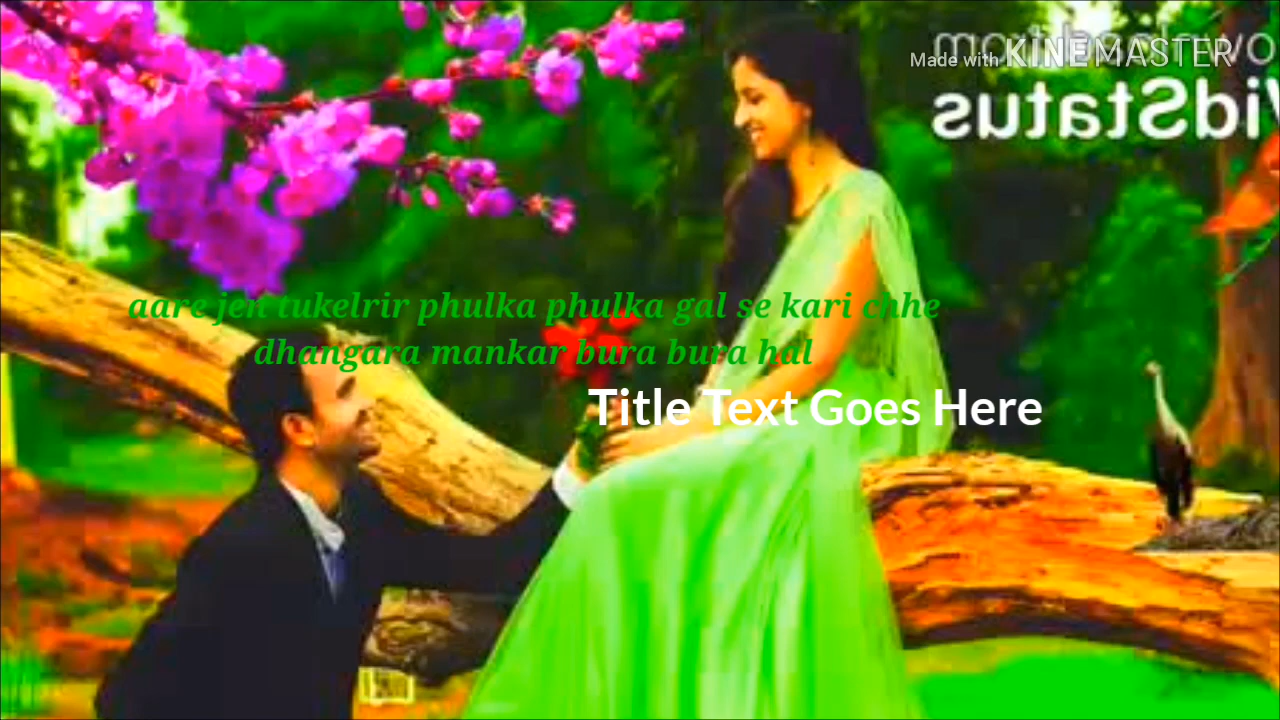 Made with KINEMASTER
VidStatus
aare jen tukelrir phulka phulka gal se kari chhe
dhangara mankar bura bura hal
Title Text Goes Here